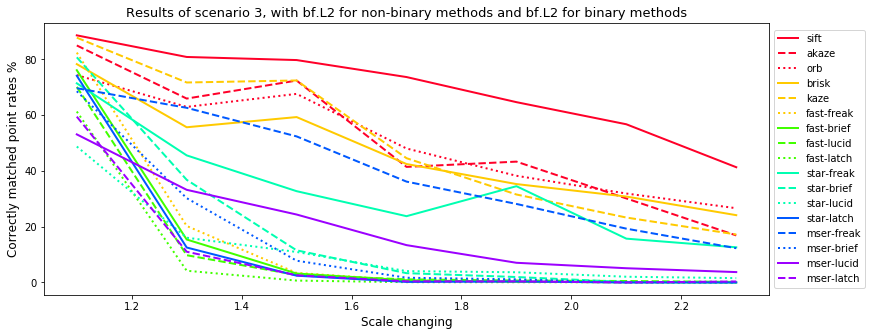 Results of scenario 3, with bf.L2 for non-binary methods and bf.L2 for binary methods
Correctly matched point rates %
80
60
40
20
0
1.2
1.4
1.6
1.8
2.0
2.2
Scale changing
sift
akaze
orb
brisk
kaze
fast-freak
fast-brief
fast-lucid
fast-latch
star-freak
star-brief
star-lucid
star-latch
mser-freak
mser-brief
mser-lucid
mser-latch